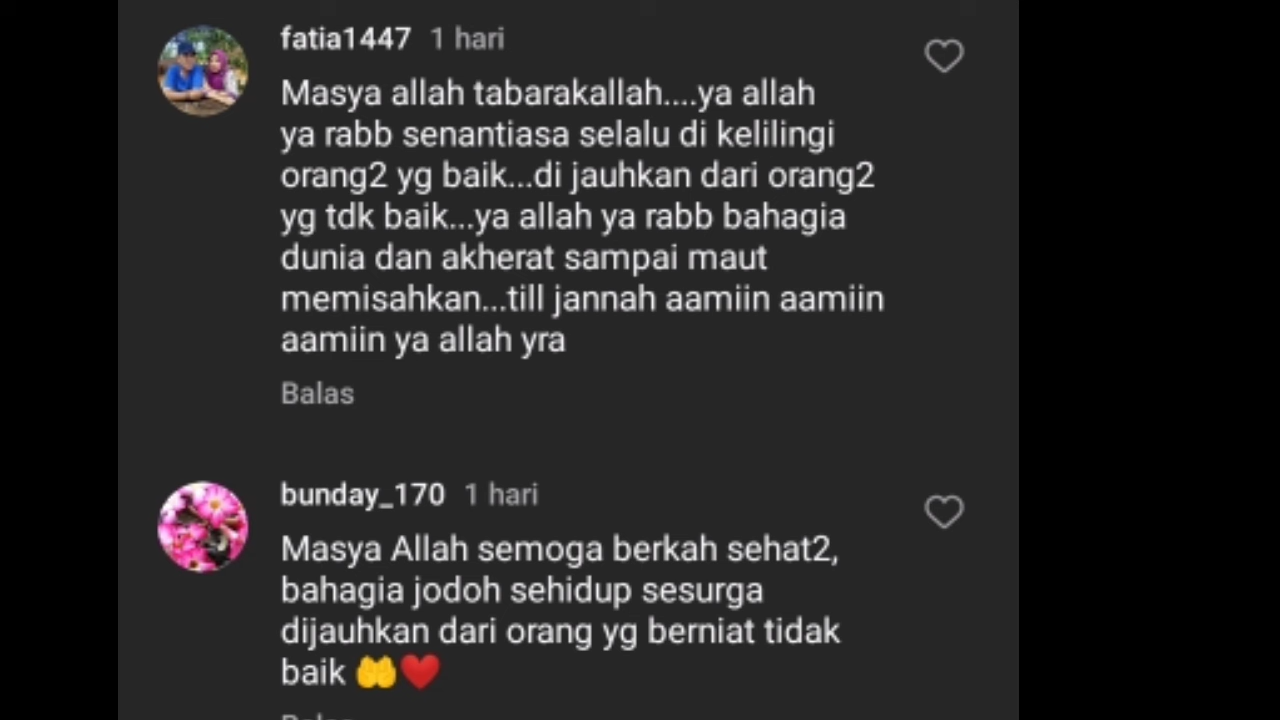 fatia1447 1 hari
Masya allah tabarakallah....ya allah
ya rabb senantiasa selalu di kelilingi
orang2 yg baik...di jauhkan dari orang2
yg tdk baik...ya allah ya rabb bahagia
dunia dan akherat sampai maut
memisahkan...till jannah aamiin aamiin
aamiin ya allah yra
Balas
bunday_170 1 hari
Masya Allah semoga berkah sehat2,
bahagia jodoh sehidup sesurga
dijauhkan dari orang yg berniat tidak
baik 🤲❤️